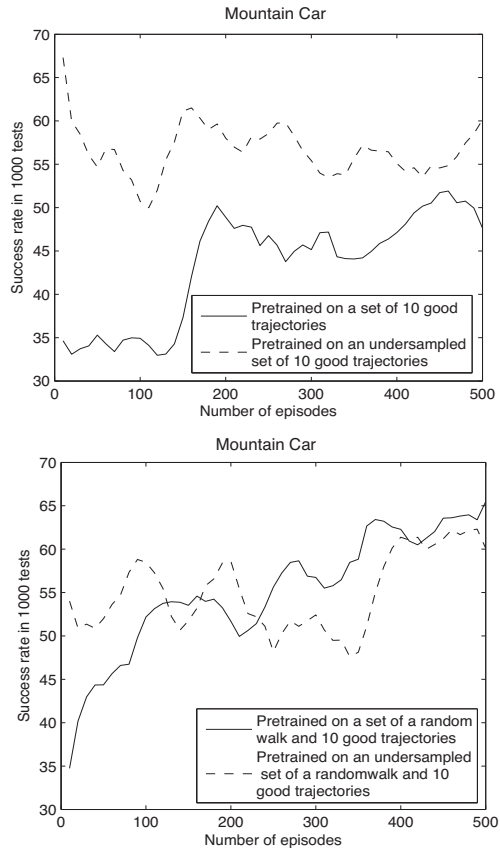 Mountain Car
70
65
60
55
50
45
40
35
30
Success rate in 1000 tests
Pretrained on a set of 10 good
trajectories
Pretrained on an undersampled
set of 10 good trajectories
0
100
200
300
400
500
Number of episodes
Mountain Car
70
65
60
55
50
45
40
35
30
Success rate in 1000 tests
Pretrained on a set of a random
walk and 10 good trajectories
Pretrained on an undersampled
set of a randomwalk and 10
good trajectories
0
100
200
300
400
500
Number of episodes